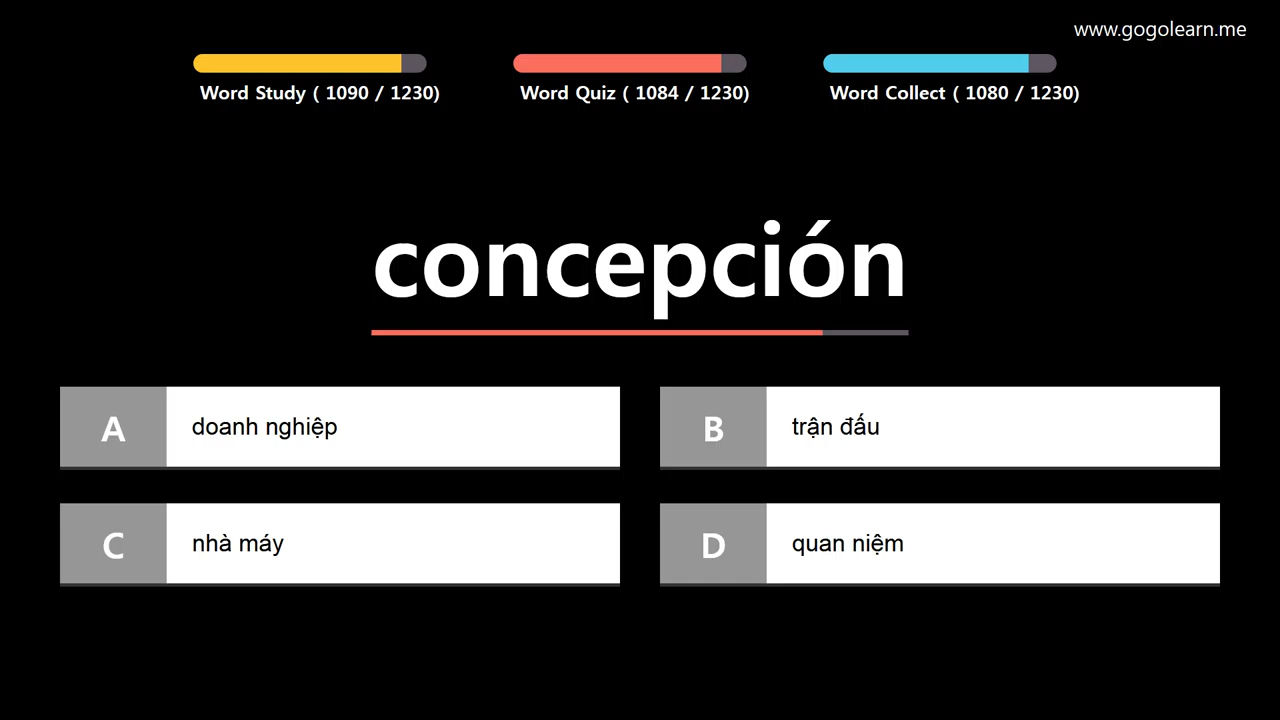 www.gogolearn.me
Word Study ( 1090 / 1230)
Word Quiz ( 1084 / 1230)
Word Collect ( 1080 / 1230)
concepción
A doanh nghiệp
B trận đấu
C nhà máy
D quan niệm